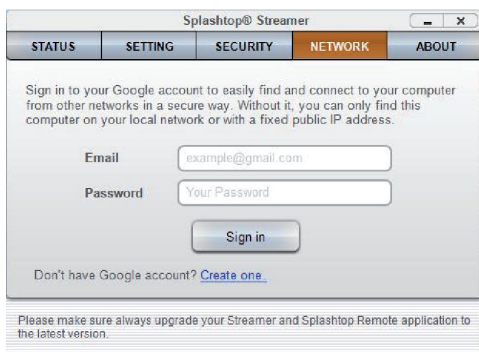 Splashtop® Streamer
STATUS SETTING SECURITY NETWORK ABOUT
Sign in to your Google account to easily find and connect to your computer
from other networks in a secure way. Without it, you can only find this
computer on your local network or with a fixed public IP address.
Email example@gmail.com
Password Your Password
Sign in
Don't have Google account? Create one.
Please make sure always upgrade your Streamer and Splashtop Remote application to
the latest version.